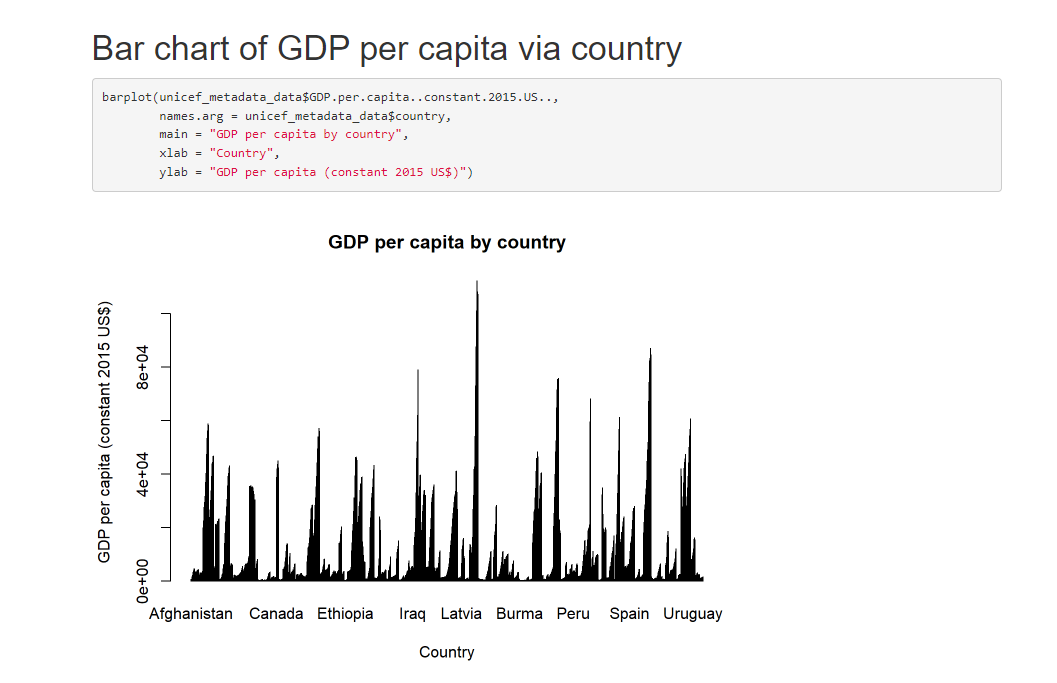 Bar chart of GDP per capita via country
barplot(unicef_metadata_data$GDP.per.capita..constant.2015.US..,
names.arg = unicef_metadata_data$country,
main = "GDP per capita by country",
xlab = "Country",
ylab = "GDP per capita (constant 2015 US$)")
GDP per capita by country
GDP per capita (constant 2015 US$)
8e+04
4e+04
0e+00
Afghanistan Canada Ethiopia Iraq Latvia Burma Peru Spain Uruguay
Country